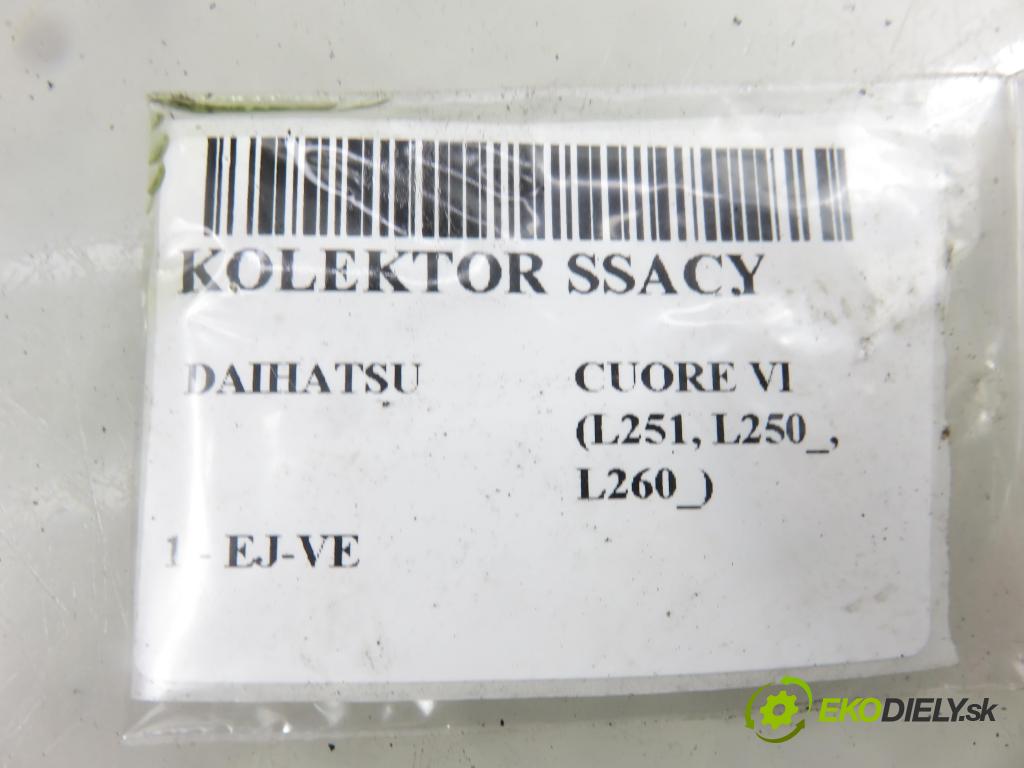 KOLEKTOR SSACY
DAIHATSU
CUORE VI
(L251, L250_,
L260_)
1 - EJ-VE
EKODIELY.sk